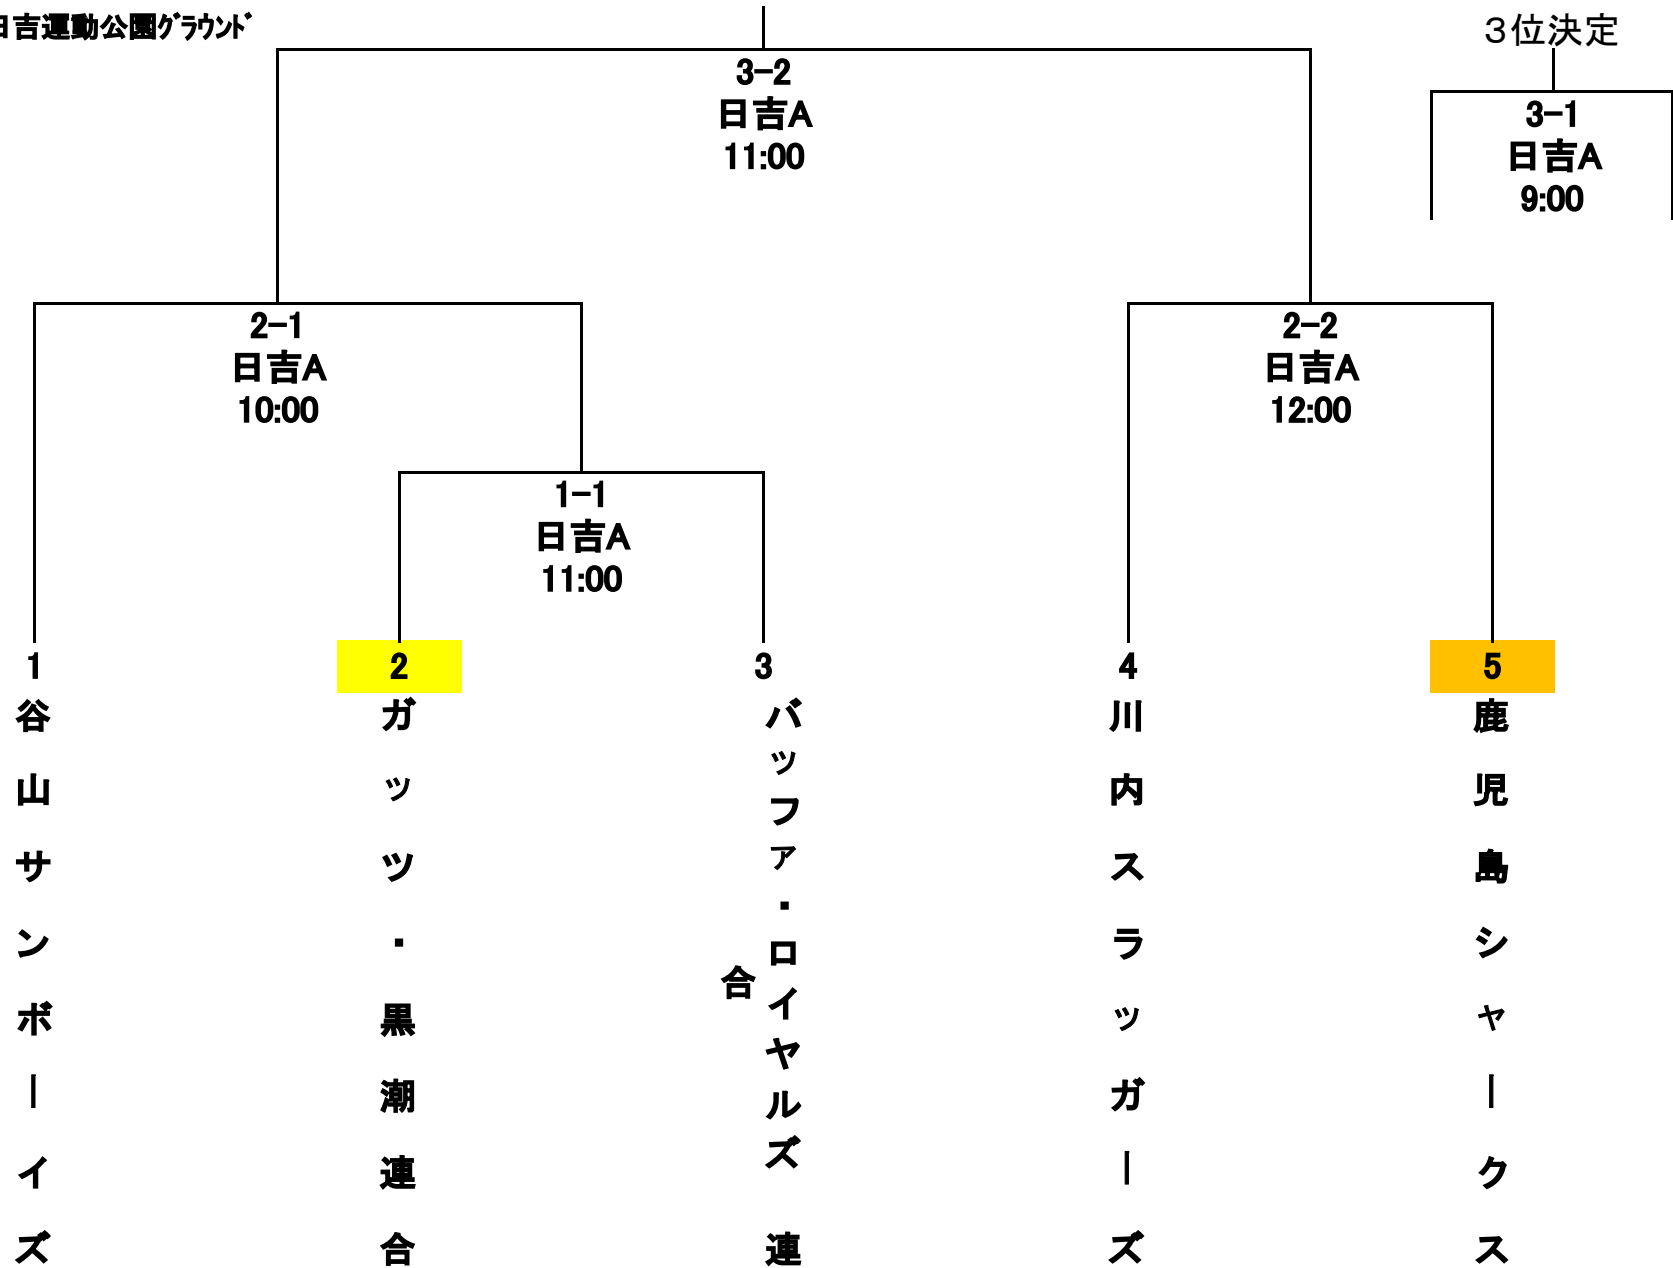 日吉運動公園ｸﾞﾗｳﾝﾄﾞ
３位決定
3−2
日吉A
11:00
3−1
日吉A
9:00
2−1
日吉A
10:00
2−2
日吉A
12:00
1−1
日吉A
11:00
1
谷山サンボーイズ
2
ガッツ・黒潮連合
3
バッファ・ロイヤルズ 連
合
4
川内スラッガーズ
5
鹿児島シャークス